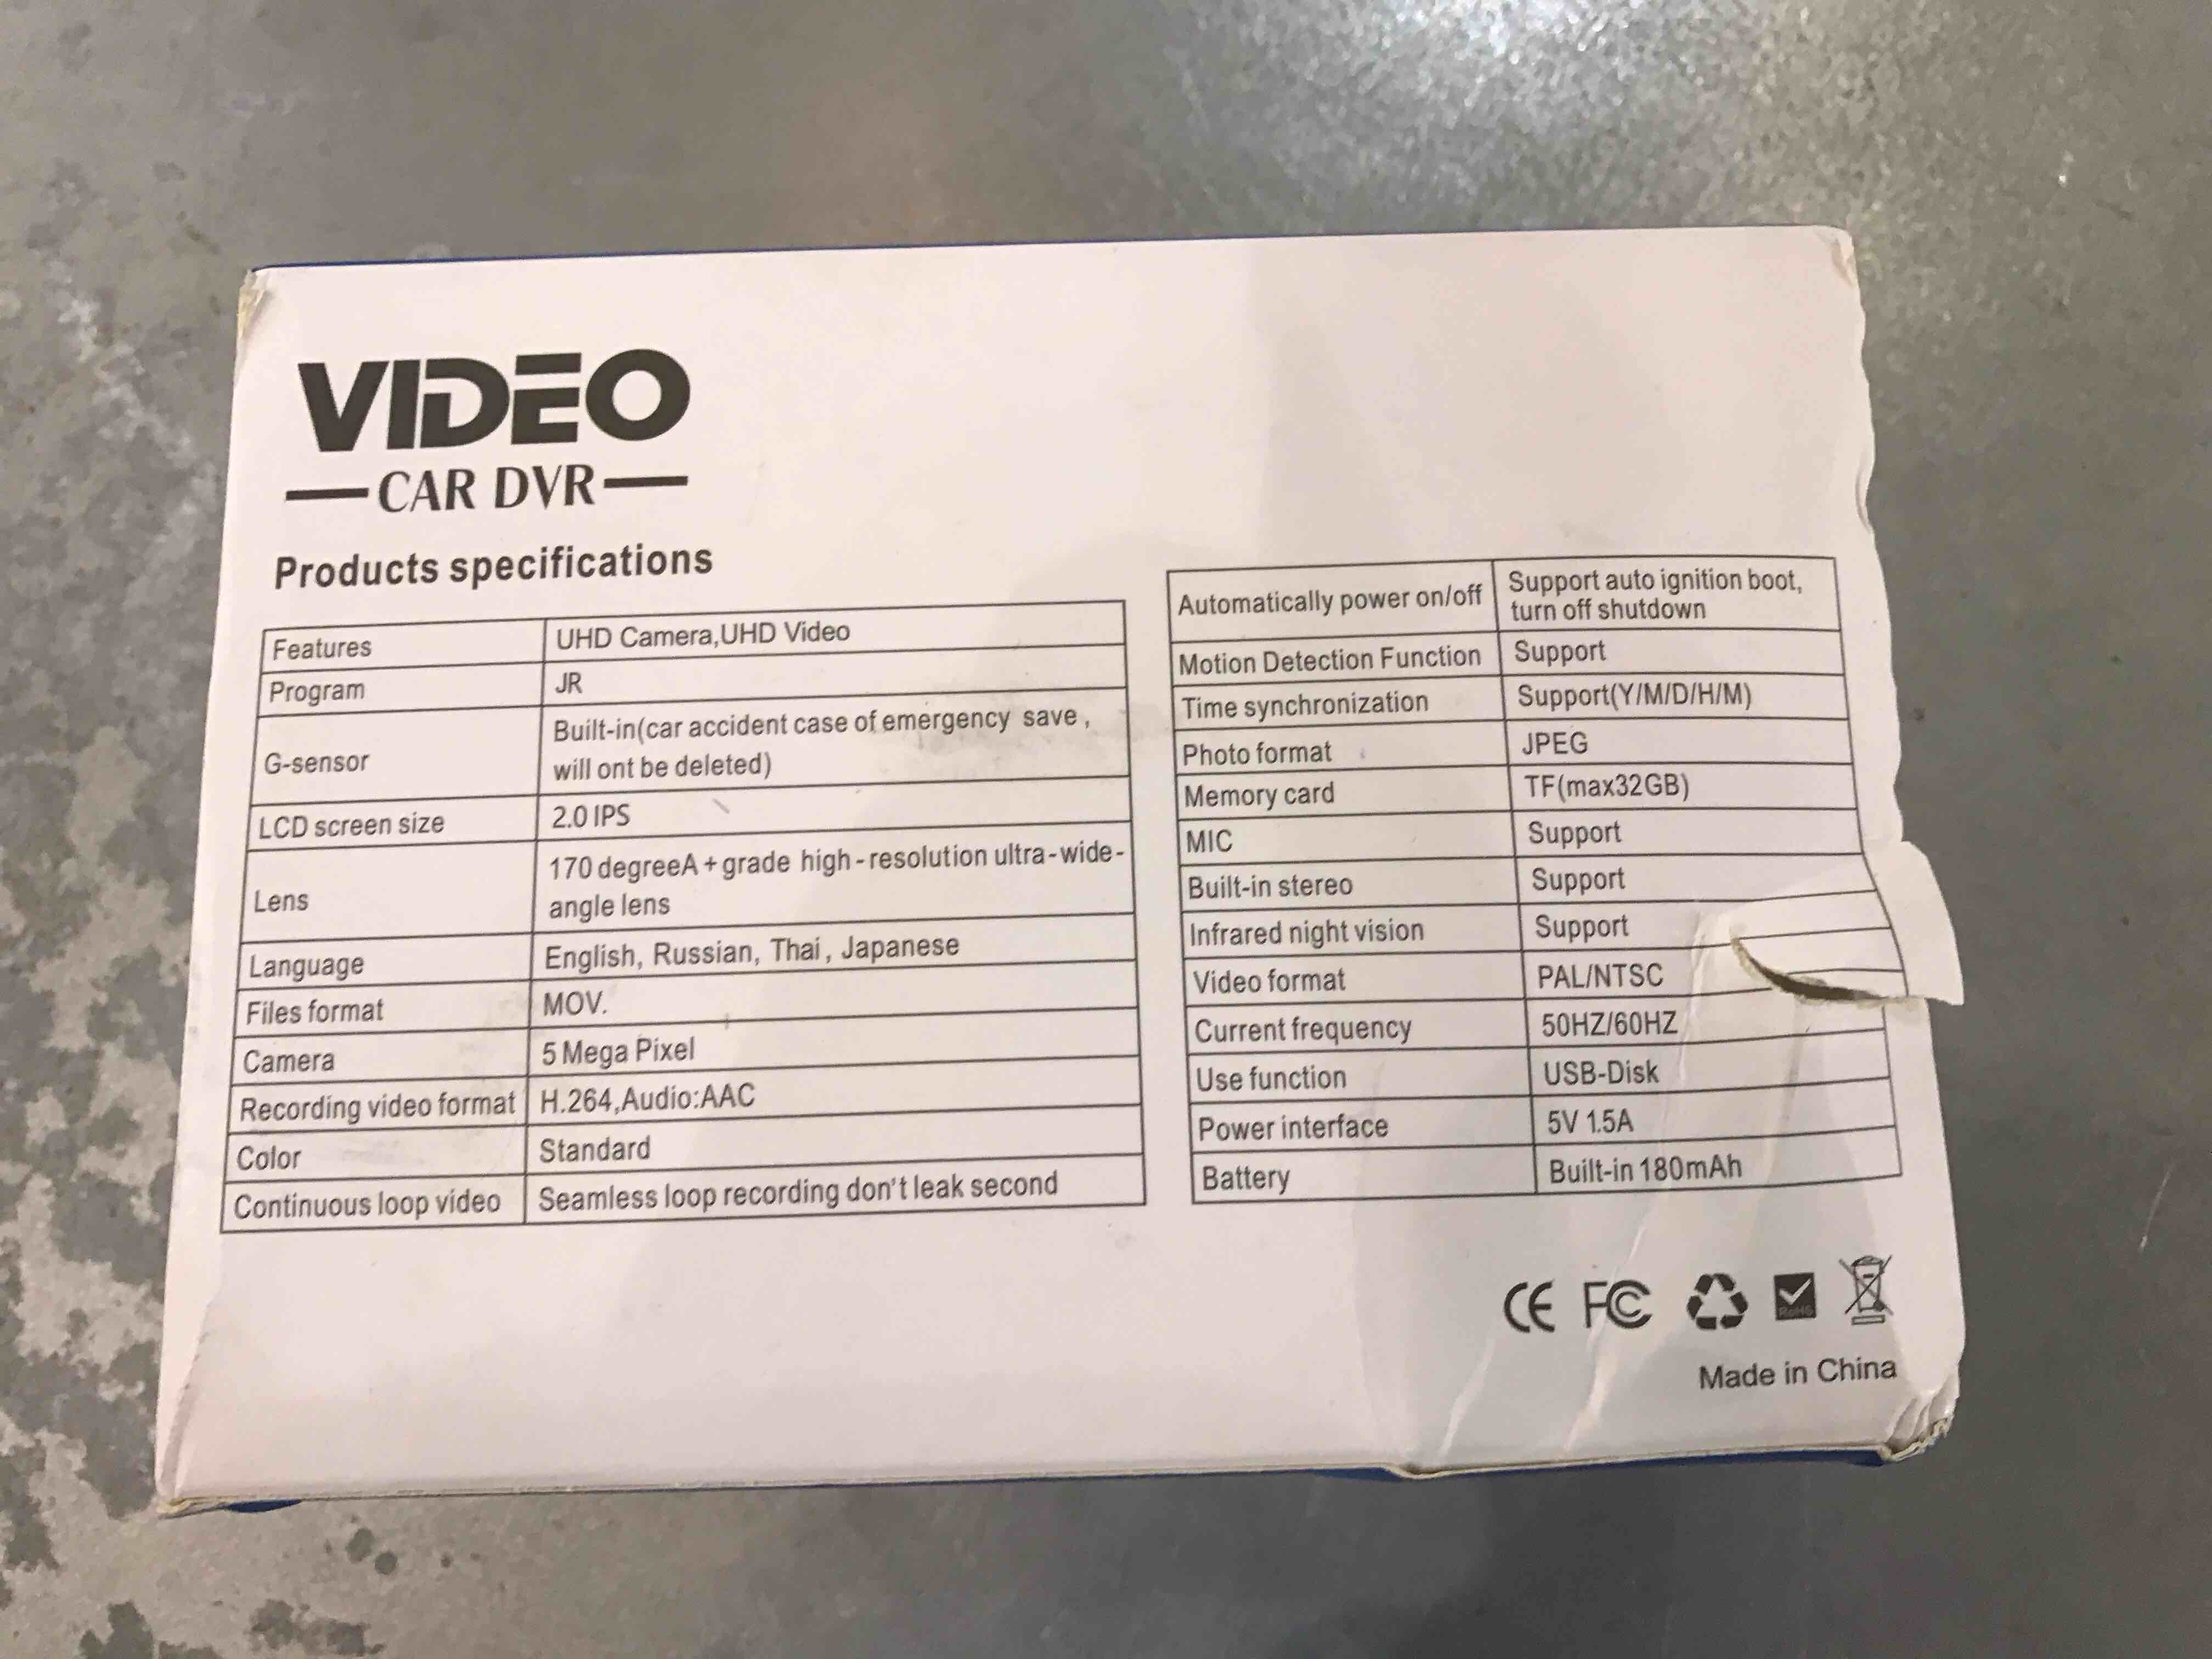 VIDEO
CAR DVR
Products specifications
Features UHD Camera,UHD Video
Program JR
G-sensor Built-in(car accident case of emergency save ,
will ont be deleted)
LCD screen size 2.0 IPS
Lens 170 degreeA+grade high-resolution ultra-wide-
angle lens
Language English, Russian, Thai, Japanese
Files format MOV.
Camera 5 Mega Pixel
Recording video format H.264,Audio:AAC
Color Standard
Continuous loop video Seamless loop recording don't leak second
Automatically power on/off Support auto ignition boot,
turn off shutdown
Motion Detection Function Support
Time synchronization Support(Y/M/D/H/M)
Photo format JPEG
Memory card TF(max32GB)
MIC Support
Built-in stereo Support
Infrared night vision Support
Video format PAL/NTSC
Current frequency 50HZ/60HZ
Use function USB-Disk
Power interface 5V 1.5A
Battery Built-in 180mAh
CE FC RoHS
Made in China